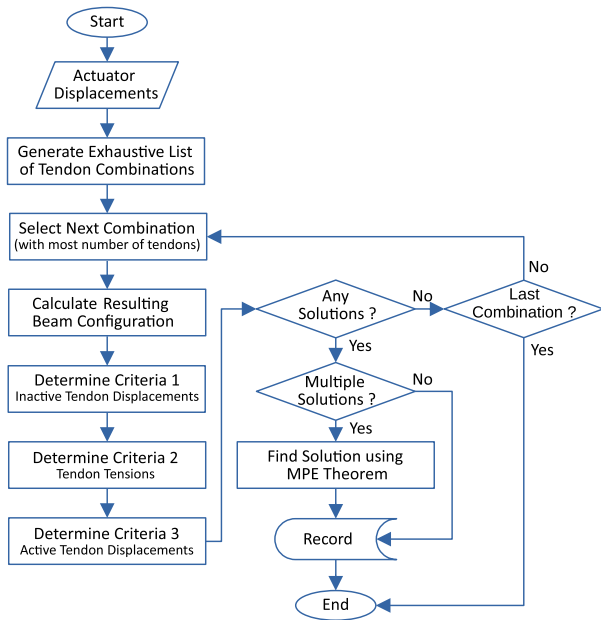 Start
Actuator
Displacements
Generate Exhaustive List
of Tendon Combinations
Select Next Combination
(with most number of tendons)
Calculate Resulting
Beam Configuration
Determine Criteria 1
Inactive Tendon Displacements
Determine Criteria 2
Tendon Tensions
Determine Criteria 3
Active Tendon Displacements
Any
Solutions ?
No
Yes
Last
Combination ?
No
Yes
Multiple
Solutions ?
No
Yes
Find Solution using
MPE Theorem
Record
End